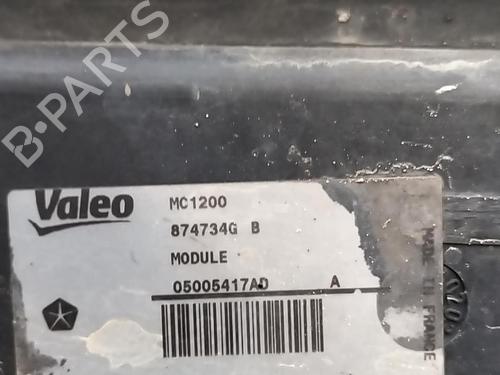 B-PARTS
Valeo
MC1200
874734G B
MODULE
05005417AD A
MADE IN FRANCE